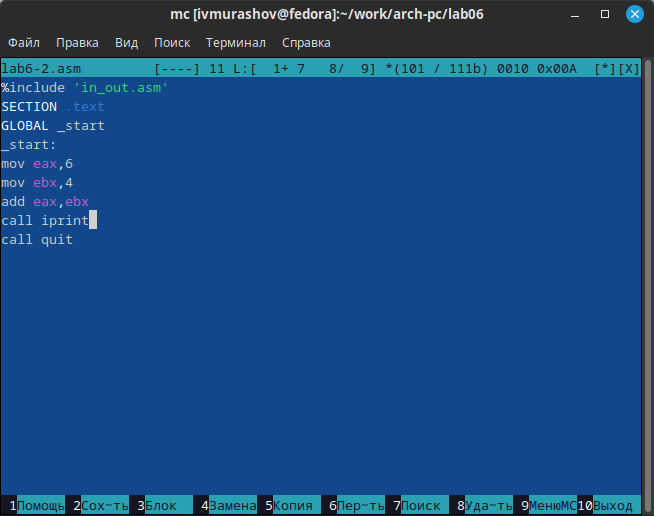 mc [ivmurashov@fedora]:~/work/arch-pc/lab06
Файл Правка Вид Поиск Терминал Справка
lab6-2.asm [----] 11 L:[ 1+ 7 8/ 9] *(101 / 111b) 0010 0x00A [*][X]
%include 'in_out.asm'
SECTION .text
GLOBAL _start
_start:
mov eax,6
mov ebx,4
add eax,ebx
call iprint
call quit
1Помощь 2Сох~ть 3Блок 4Замена 5Копия 6Пер~ть 7Поиск 8Уда~ть 9МенюMC 10Выход